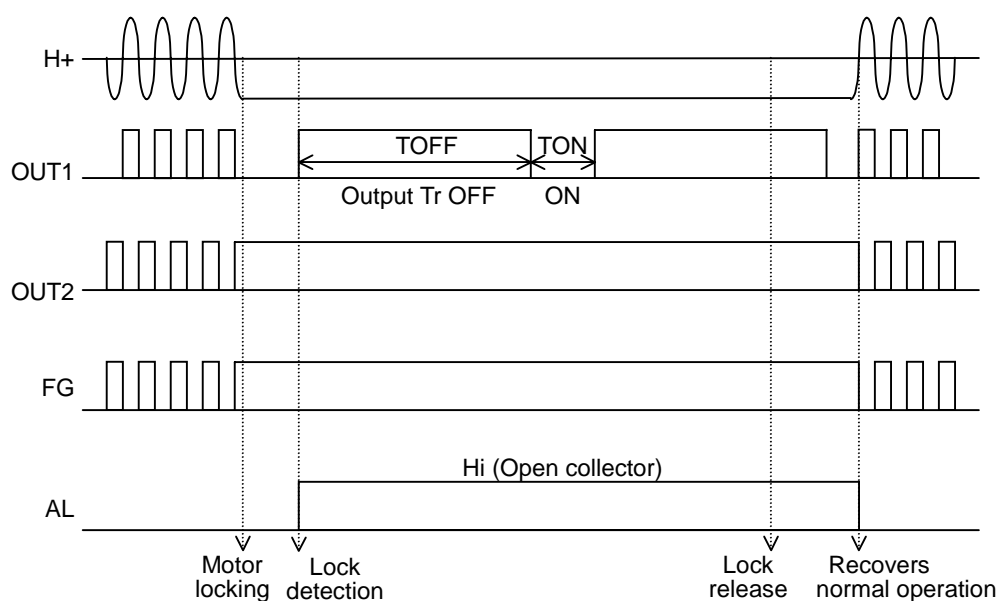 H+
TOFF
TON
OUT1
Output Tr OFF
ON
OUT2
FG
Hi (Open collector)
AL
Motor
locking
Lock
detection
Lock
release
Recovers
normal operation